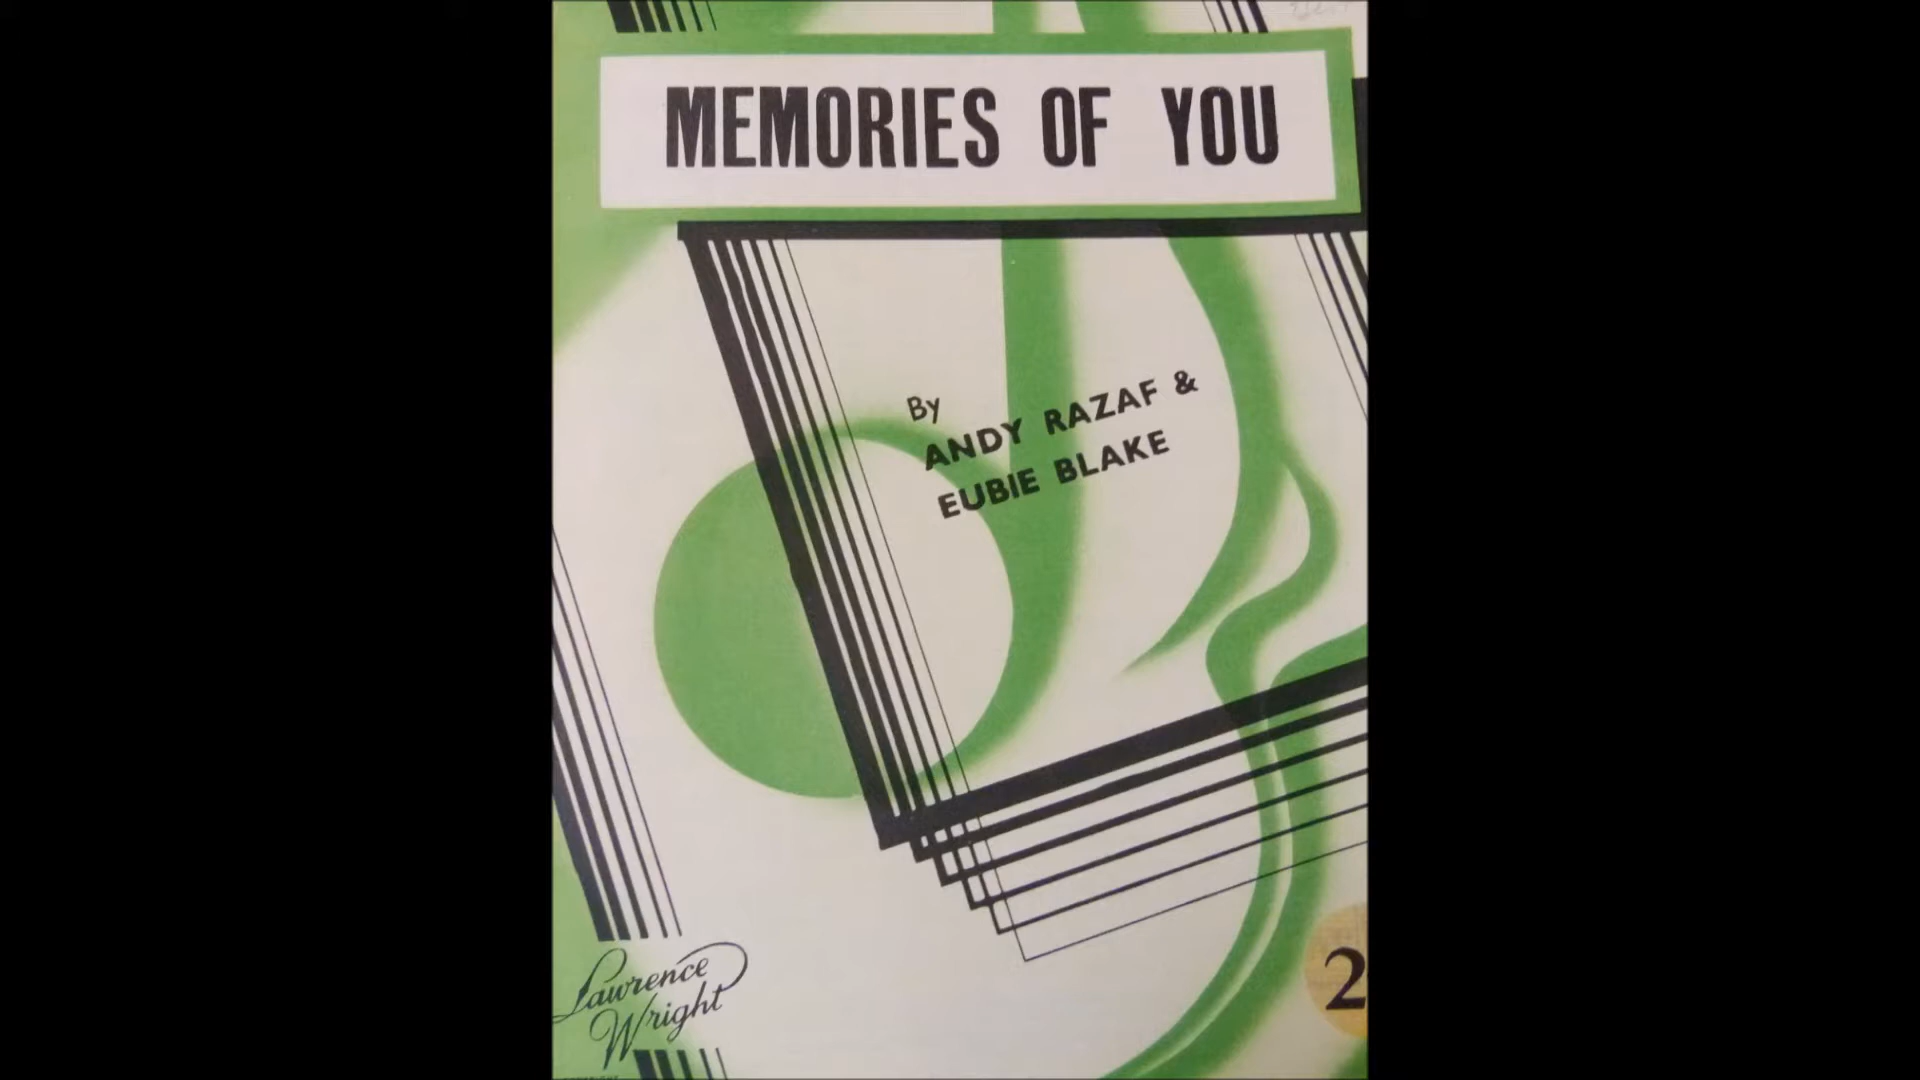 MEMORIES OF YOU
By
ANDY RAZAF &
EUBIE BLAKE
Lawrence
Wright
2